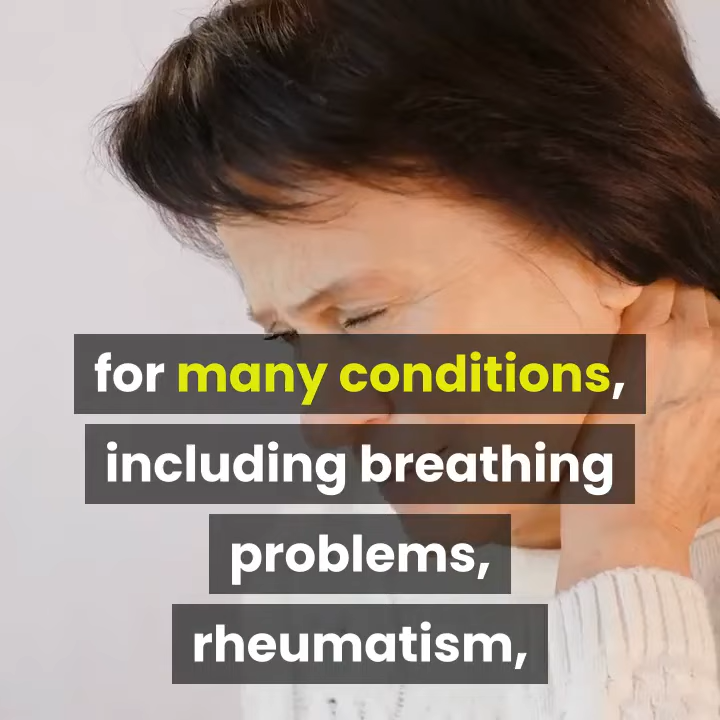 for many conditions,
including breathing
problems,
rheumatism,